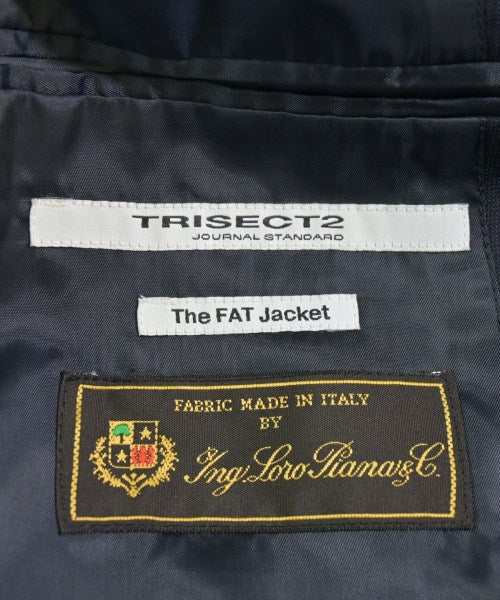 TRISECT2
JOURNAL STANDARD
The FAT Jacket
FABRIC MADE IN ITALY
BY
Ing. Loro Piana & C.